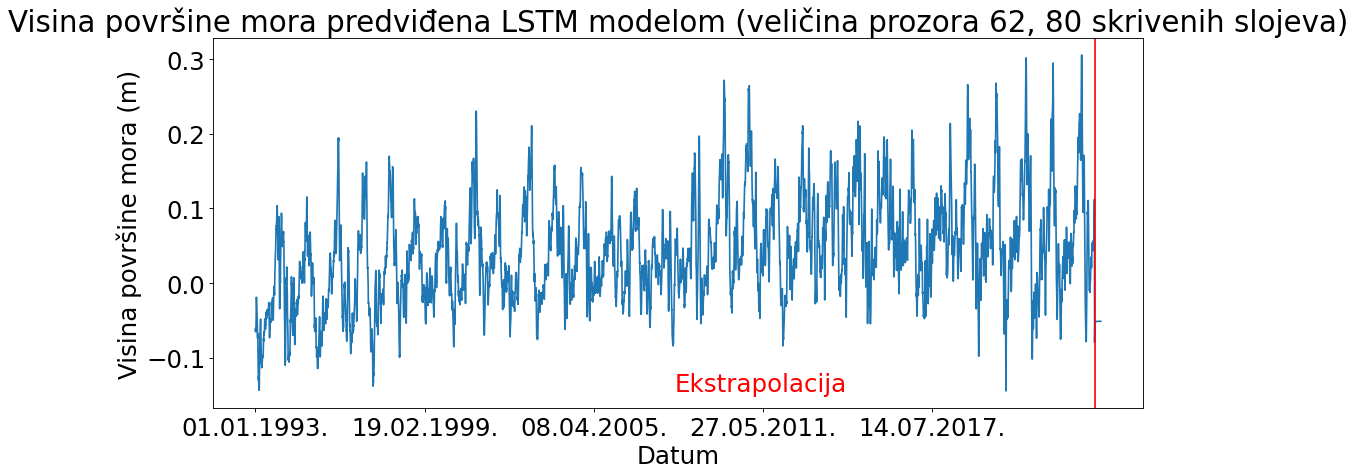 Visina površine mora predviđena LSTM modelom (veličina prozora 62, 80 skrivenih slojeva)
Visina površine mora (m)
0.3
0.2
0.1
0.0
−0.1
Ekstrapolacija
01.01.1993. 19.02.1999. 08.04.2005. 27.05.2011. 14.07.2017.
Datum